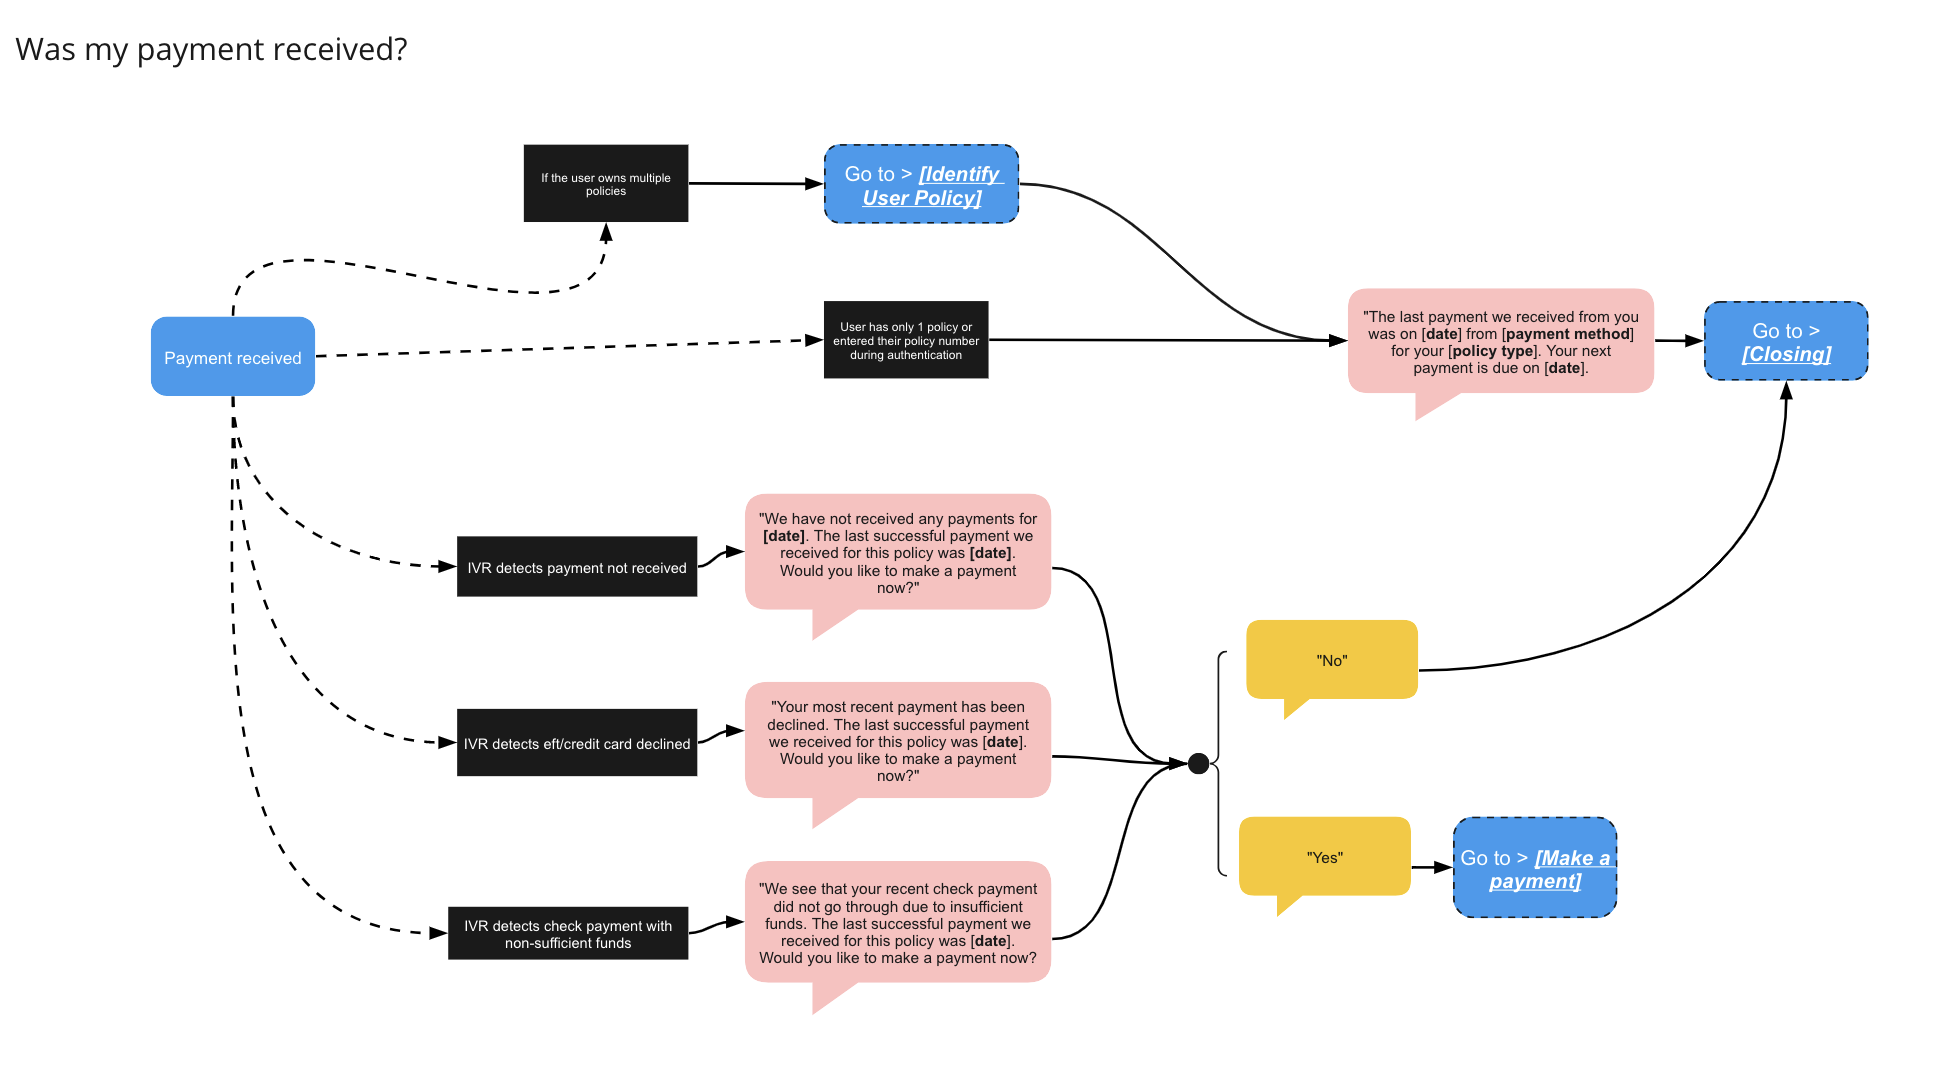 Was my payment received?
If the user owns multiple
policies
Go to > [Identify
User Policy]
Payment received
User has only 1 policy or
entered their policy number
during authentication
"The last payment we received from you
was on [date] from [payment method]
for your [policy type]. Your next
payment is due on [date].
Go to >
[Closing]
IVR detects payment not received
"We have not received any payments for
[date]. The last successful payment we
received for this policy was [date].
Would you like to make a payment
now?"
IVR detects eft/credit card declined
"Your most recent payment has been
declined. The last successful payment
we received for this policy was [date].
Would you like to make a payment
now?"
IVR detects check payment with
non-sufficient funds
"We see that your recent check payment
did not go through due to insufficient
funds. The last successful payment we
received for this policy was [date].
Would you like to make a payment now?
"No"
"Yes"
Go to > [Make a
payment]